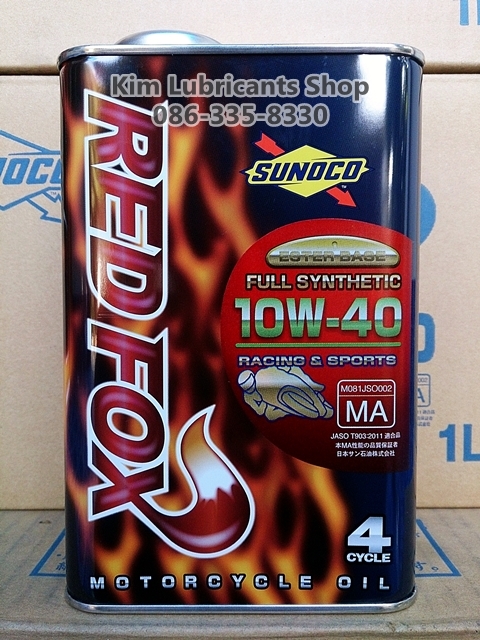 Kim Lubricants Shop
086-335-8330
RED FOX
SUNOCO
ESTER BASE
FULL SYNTHETIC
10W-40
RACING & SPORTS
M081JSO002
MA
JASO T903:2011 適合品
本MA性能の品質保証者
日本サン石油株式会社
4
CYCLE
MOTORCYCLE OIL
1L